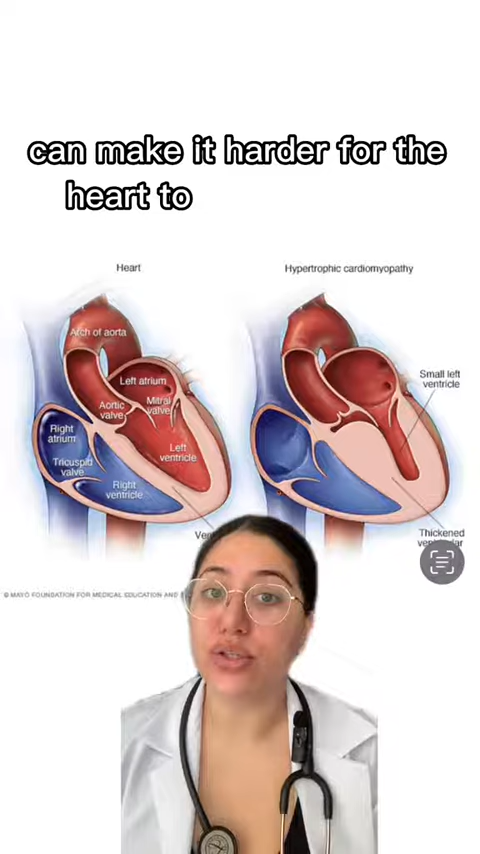 can make it harder for the
heart to
Heart
Hypertrophic cardiomyopathy
Arch of aorta
Left atrium
Aortic
valve
Mitral
valve
Right
atrium
Tricuspid
valve
Left
ventricle
Right
ventricle
Small left
ventricle
Thickened
© MAYO FOUNDATION FOR MEDICAL EDUCATION AND